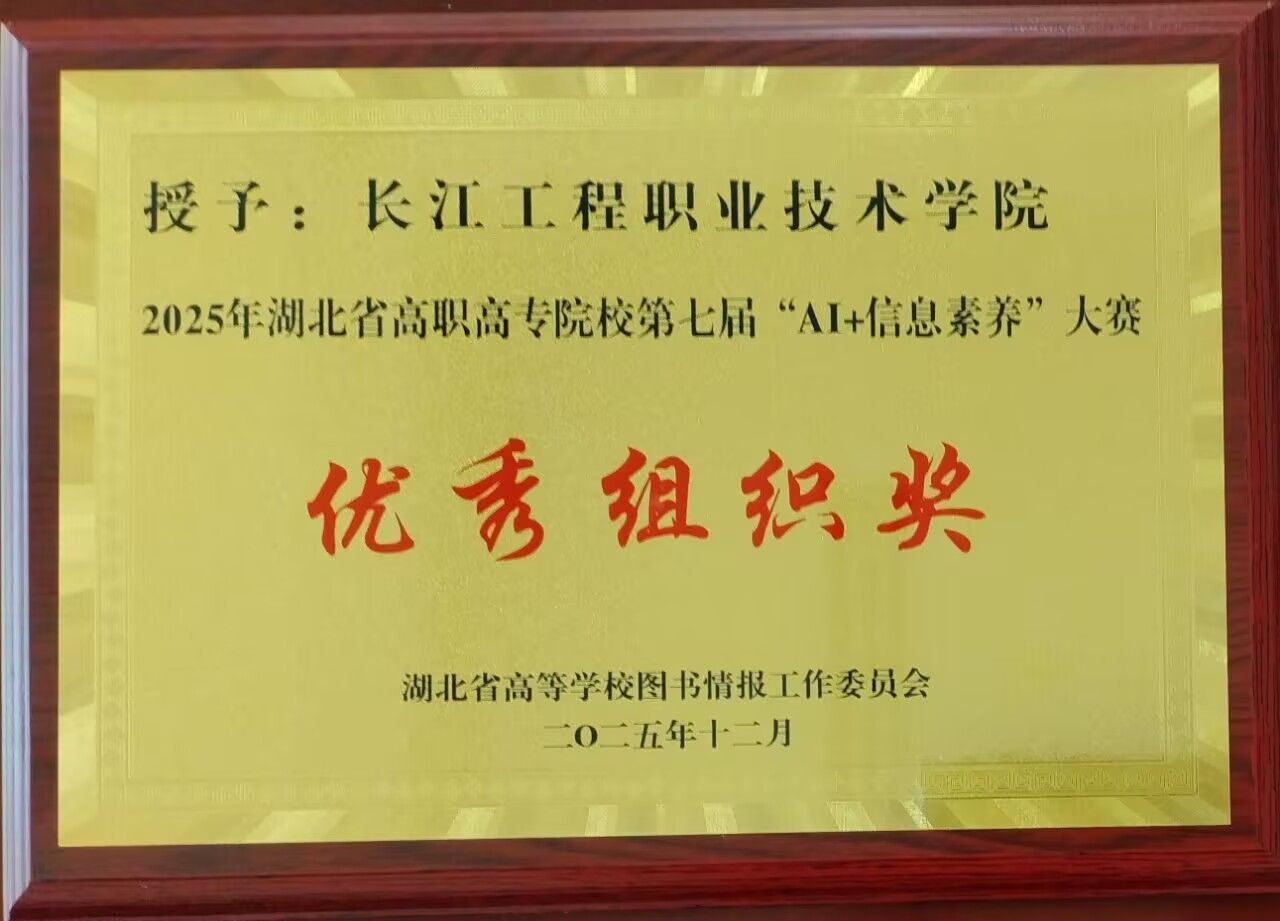 授予：长江工程职业技术学院
2025年湖北省高职高专院校第七届“AI+信息素养”大赛
优秀组织奖
湖北省高等学校图书情报工作委员会
二O二五年十二月